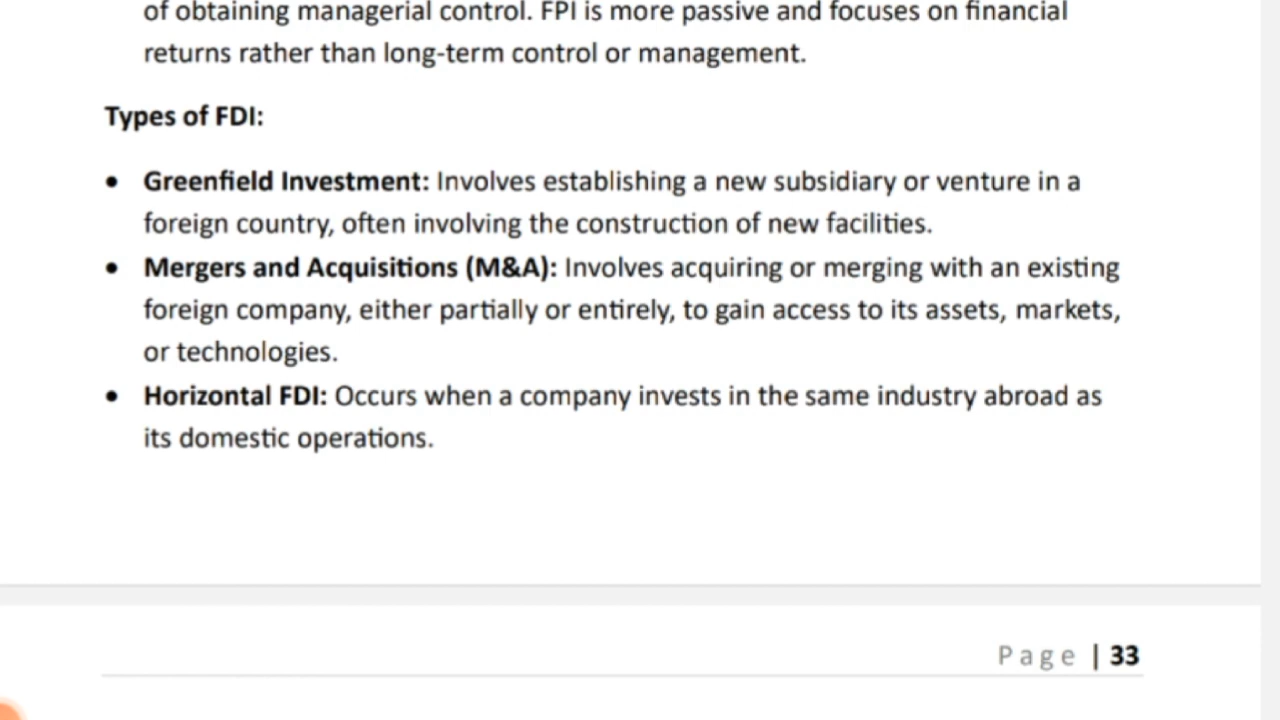 of obtaining managerial control. FPI is more passive and focuses on financial
returns rather than long-term control or management.
Types of FDI:
• Greenfield Investment: Involves establishing a new subsidiary or venture in a
foreign country, often involving the construction of new facilities.
• Mergers and Acquisitions (M&A): Involves acquiring or merging with an existing
foreign company, either partially or entirely, to gain access to its assets, markets,
or technologies.
• Horizontal FDI: Occurs when a company invests in the same industry abroad as
its domestic operations.
Page | 33